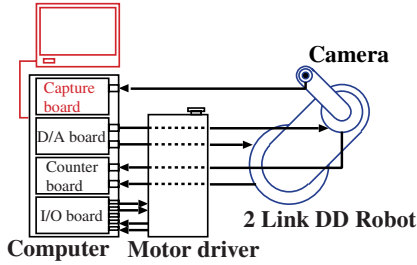 Camera
Capture
board
D/A board
Counter
board
I/O board
2 Link DD Robot
Computer
Motor driver